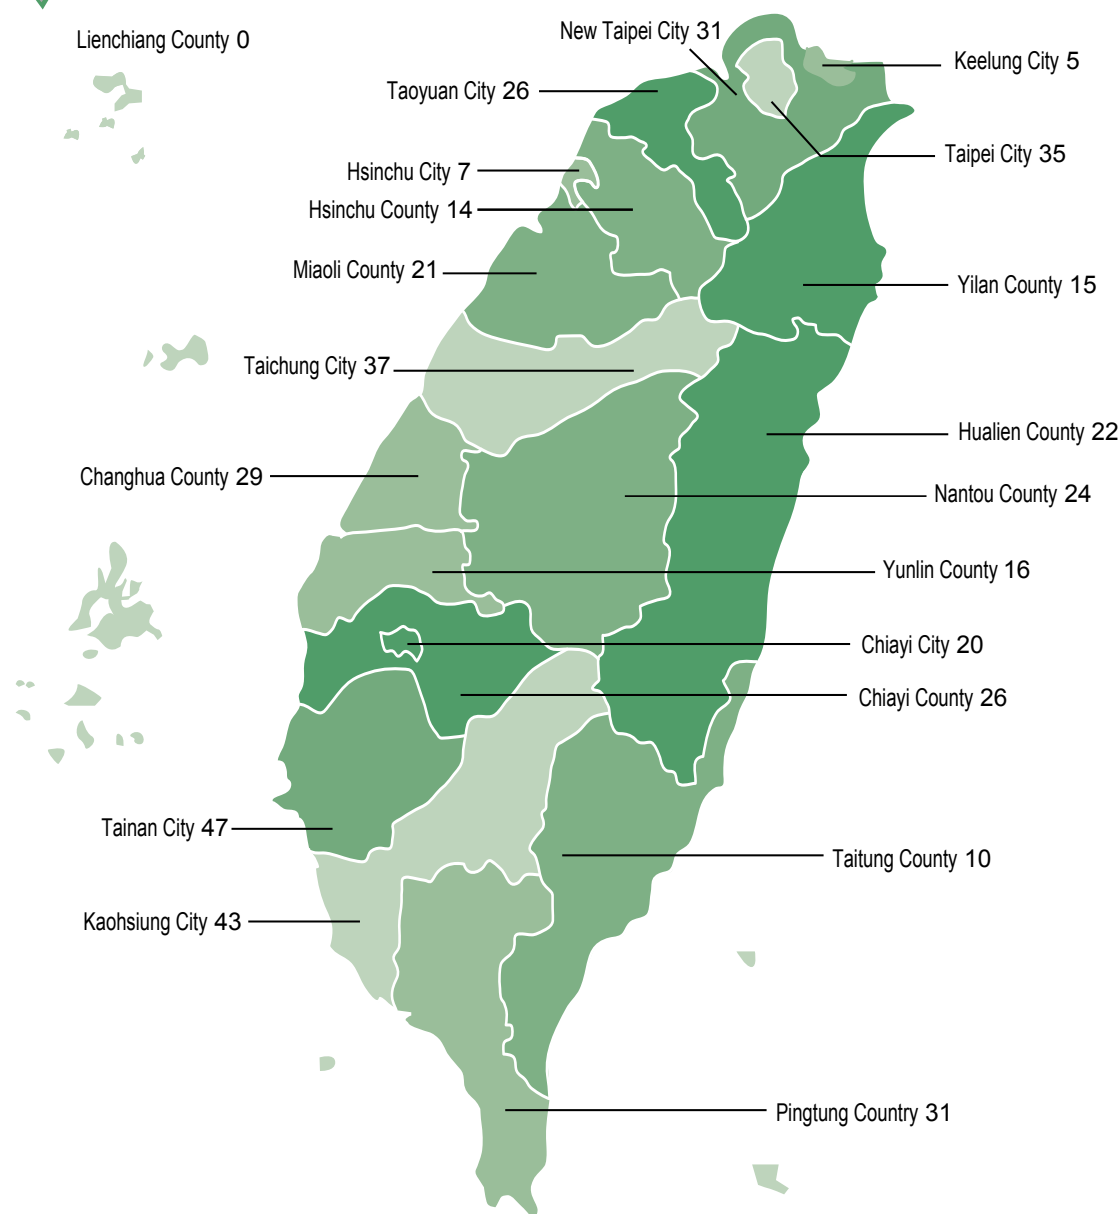 New Taipei City 31
Lienchiang County 0
Keelung City 5
Taoyuan City 26
Taipei City 35
Hsinchu City 7
Hsinchu County 14
Miaoli County 21
Yilan County 15
Taichung City 37
Hualien County 22
Changhua County 29
Nantou County 24
Yunlin County 16
Chiayi City 20
Chiayi County 26
Tainan City 47
Taitung County 10
Kaohsiung City 43
Pingtung Country 31